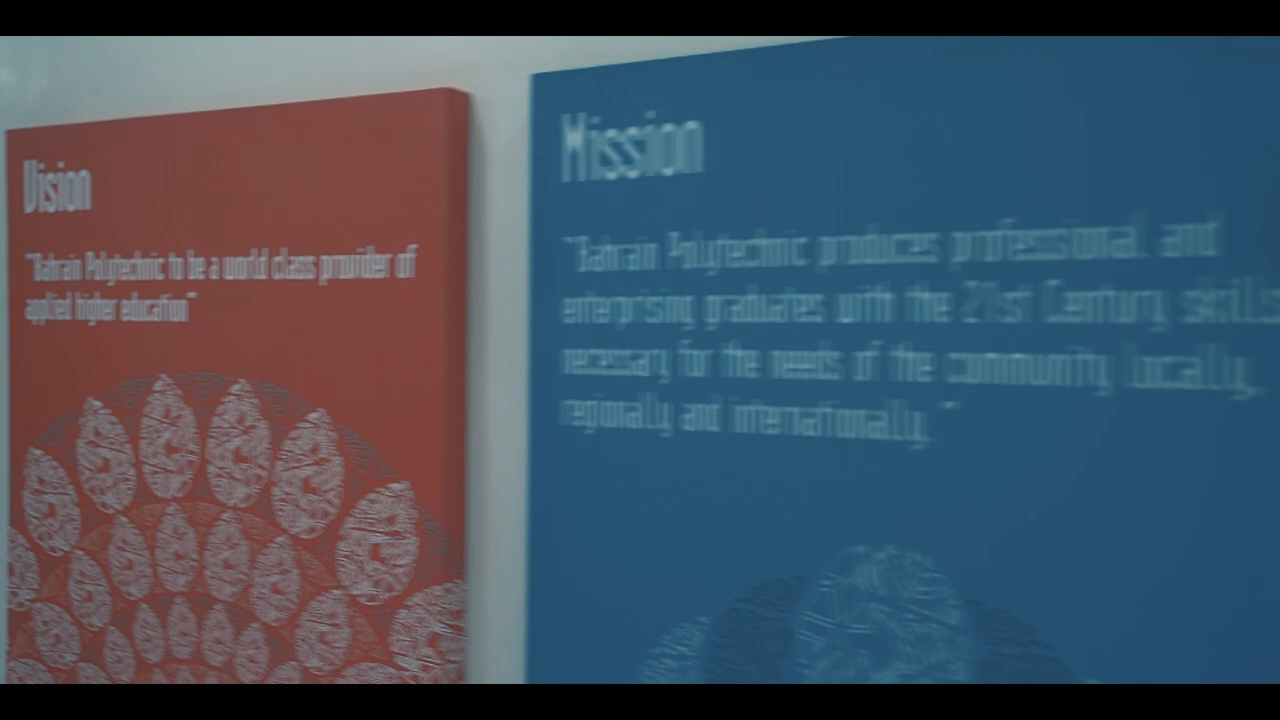 Vision
"Bahrain Polytechnic to be a world class provider of
applied higher education"
Mission
"Bahrain Polytechnic produces professional and
enterprising graduates with the 21st Century skills
necessary for the needs of the community locally,
regionally and internationally."